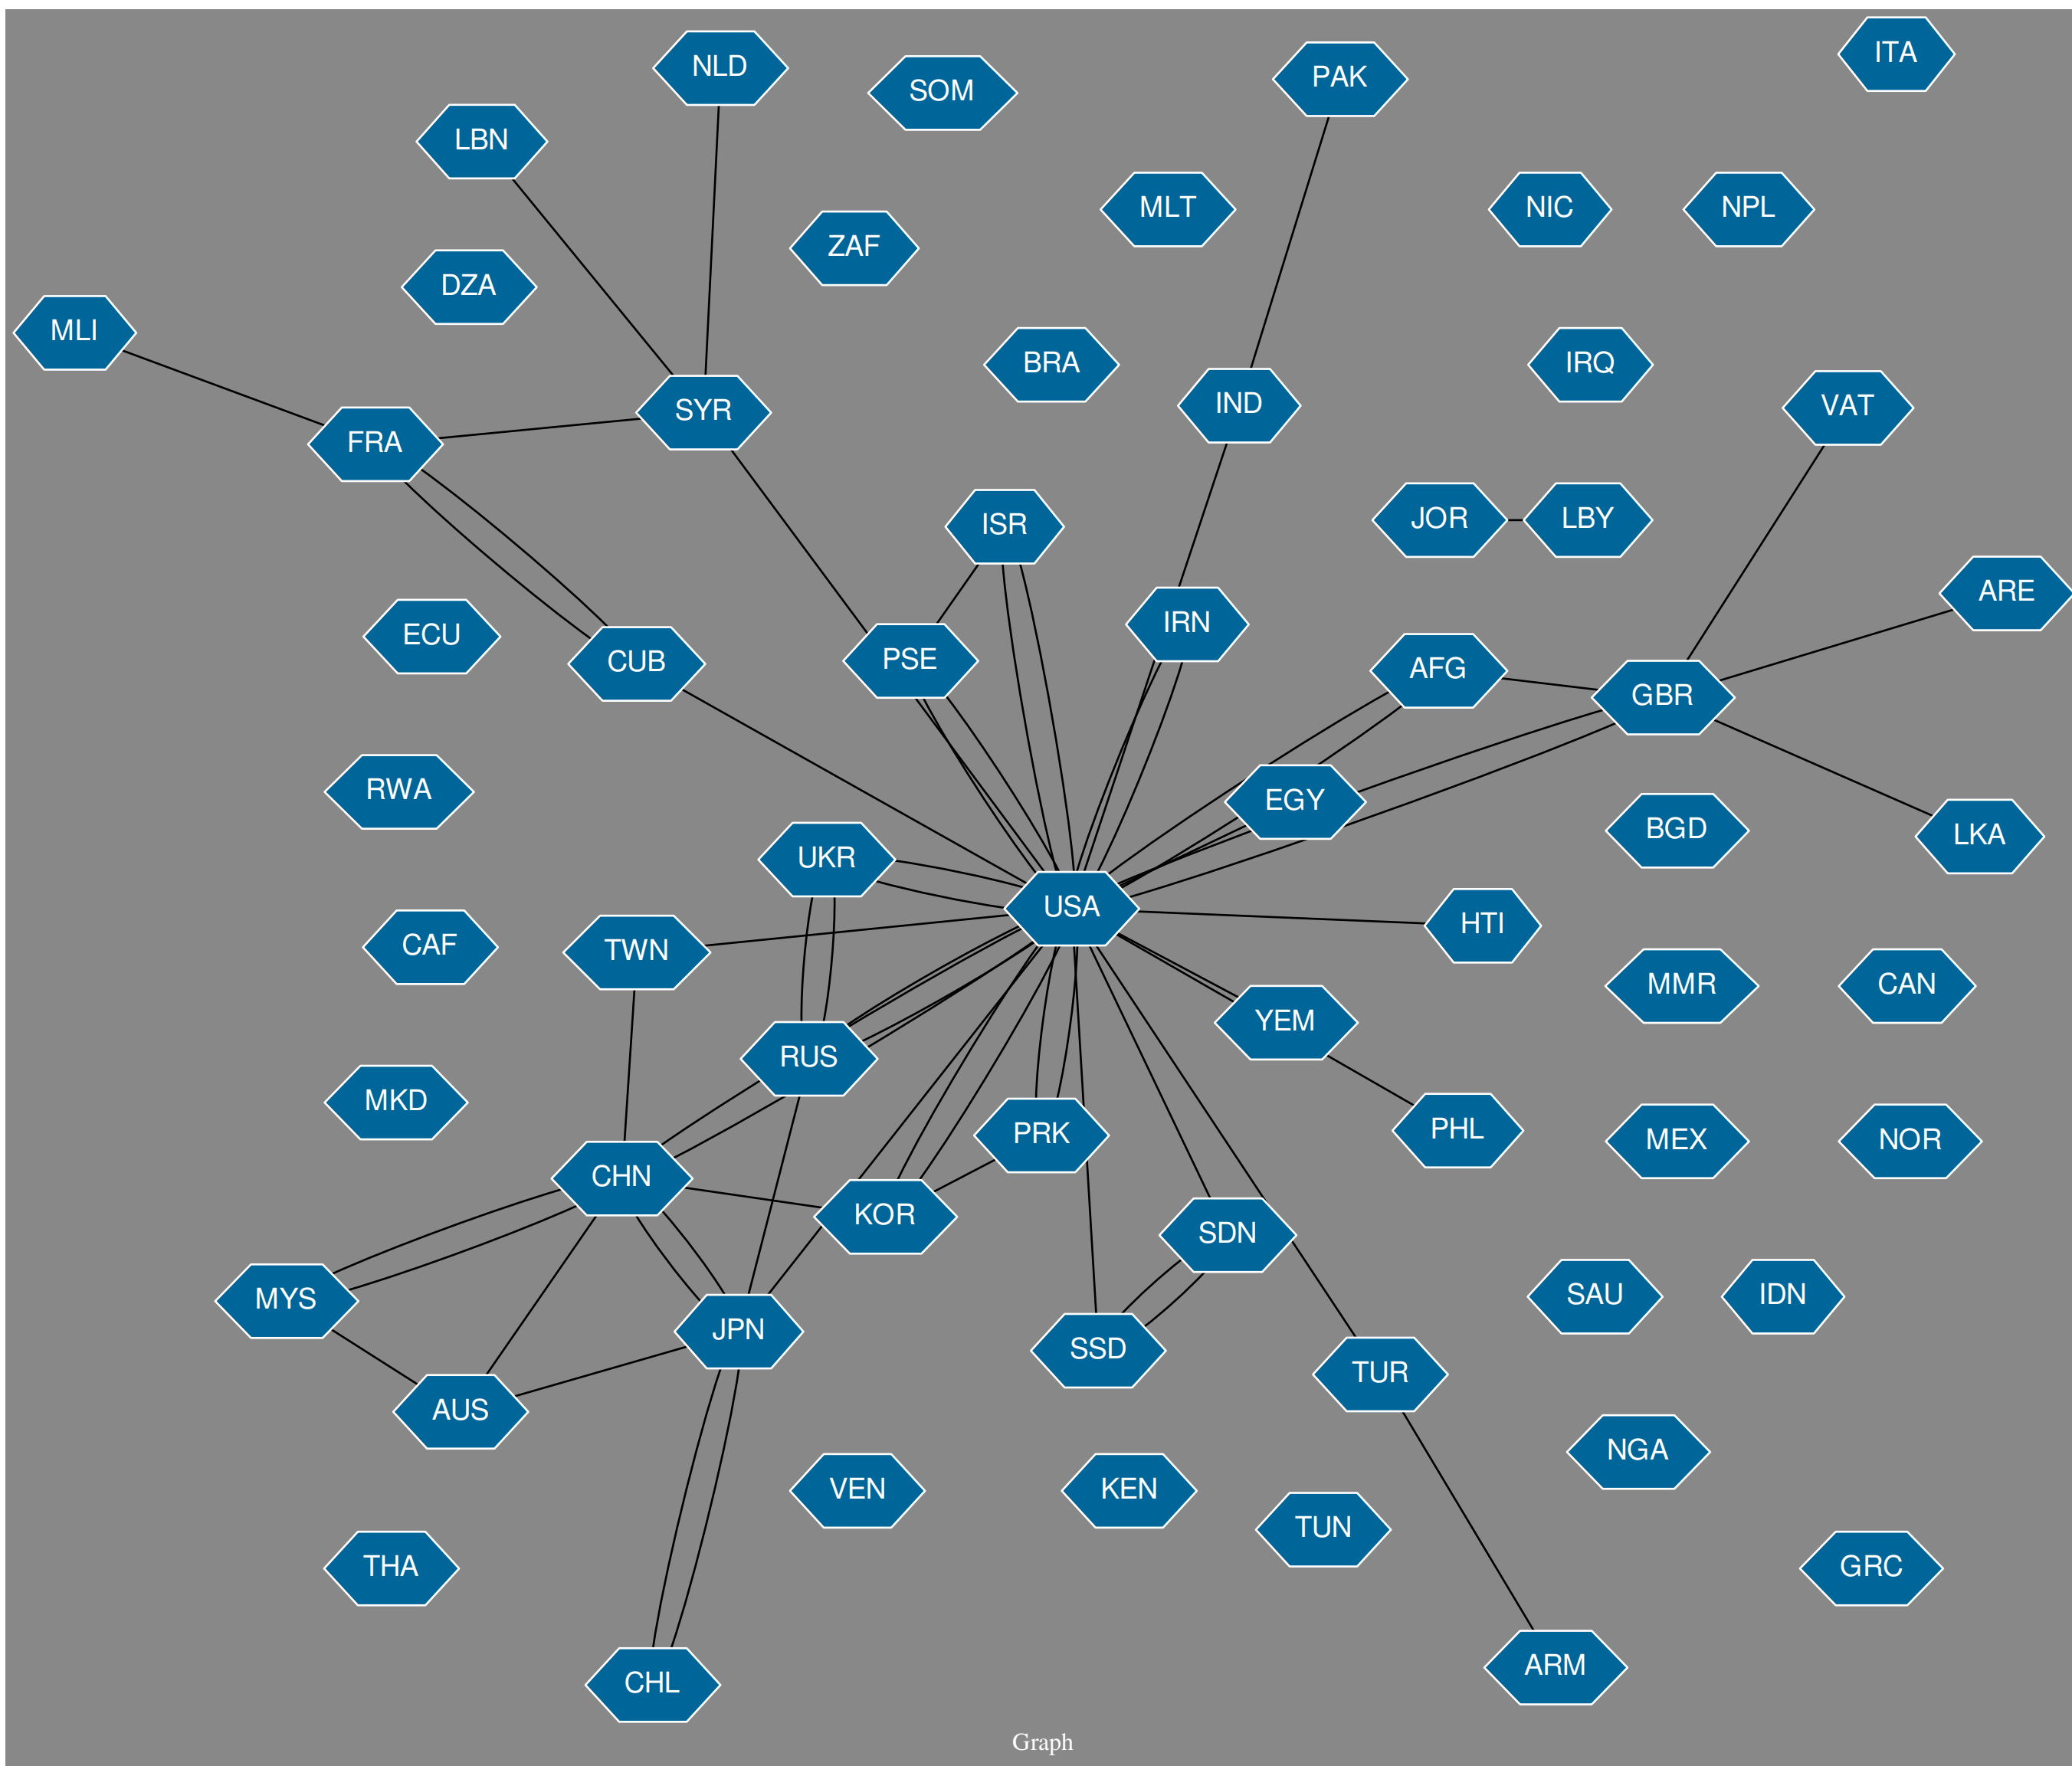 ITA
NLD
PAK
SOM
LBN
MLT
NIC
NPL
ZAF
DZA
MLI
BRA
IRQ
IND
VAT
SYR
FRA
JOR
LBY
ISR
ARE
IRN
ECU
PSE
CUB
AFG
GBR
RWA
EGY
BGD
LKA
UKR
USA
HTI
CAF
TWN
MMR
CAN
YEM
RUS
MKD
PHL
PRK
MEX
NOR
CHN
KOR
SDN
MYS
SAU
IDN
JPN
SSD
TUR
AUS
NGA
VEN
KEN
TUN
THA
GRC
ARM
CHL
Graph